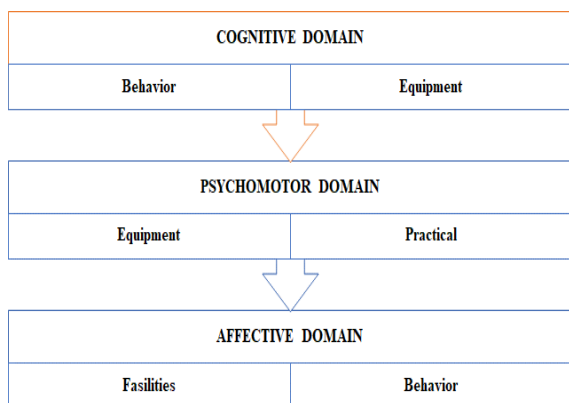 COGNITIVE DOMAIN
Behavior Equipment
PSYCHOMOTOR DOMAIN
Equipment Practical
AFFECTIVE DOMAIN
Fasilities Behavior